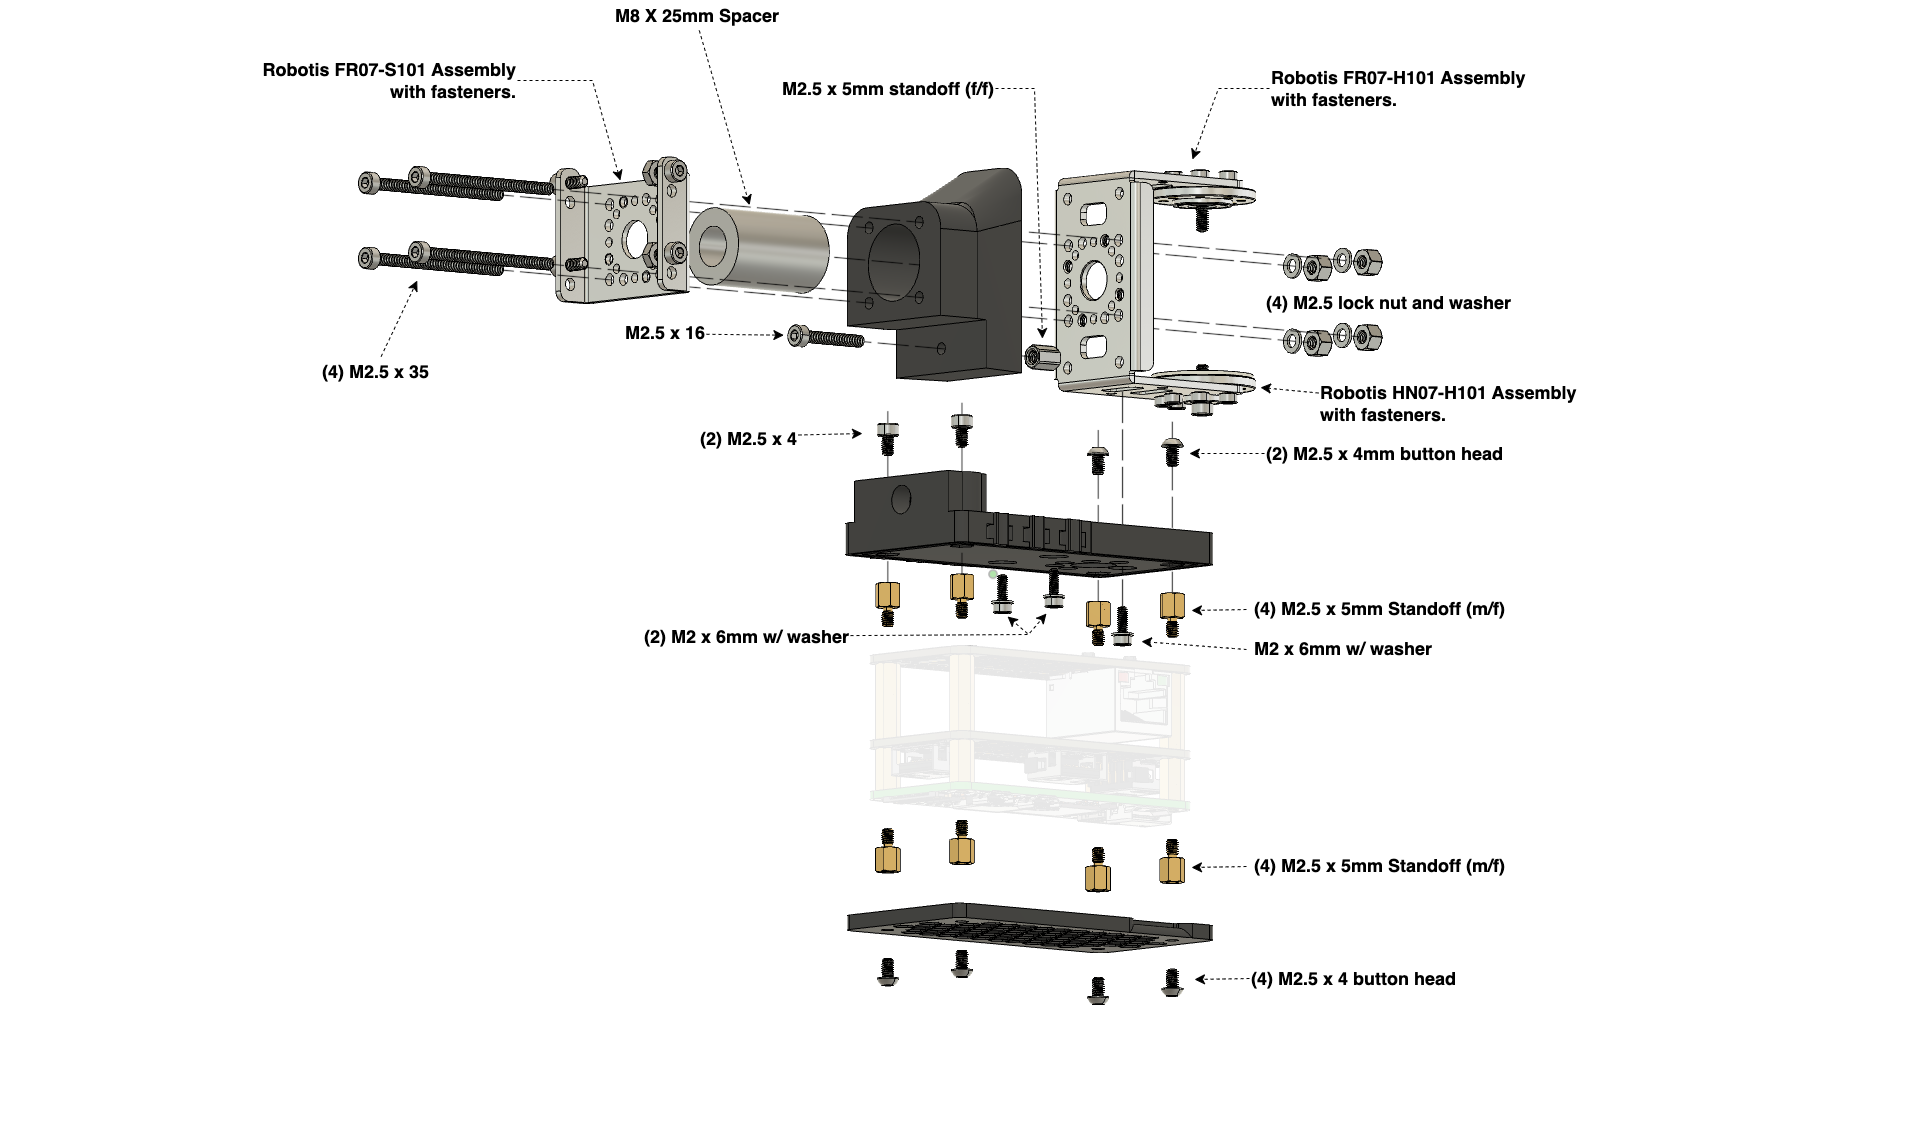 M8 X 25mm Spacer
Robotis FR07-S101 Assembly
with fasteners.
M2.5 x 5mm standoff (f/f)
Robotis FR07-H101 Assembly
with fasteners.
(4) M2.5 lock nut and washer
M2.5 x 16
(4) M2.5 x 35
Robotis HN07-H101 Assembly
with fasteners.
(2) M2.5 x 4
(2) M2.5 x 4mm button head
(4) M2.5 x 5mm Standoff (m/f)
(2) M2 x 6mm w/ washer
M2 x 6mm w/ washer
(4) M2.5 x 5mm Standoff (m/f)
(4) M2.5 x 4 button head